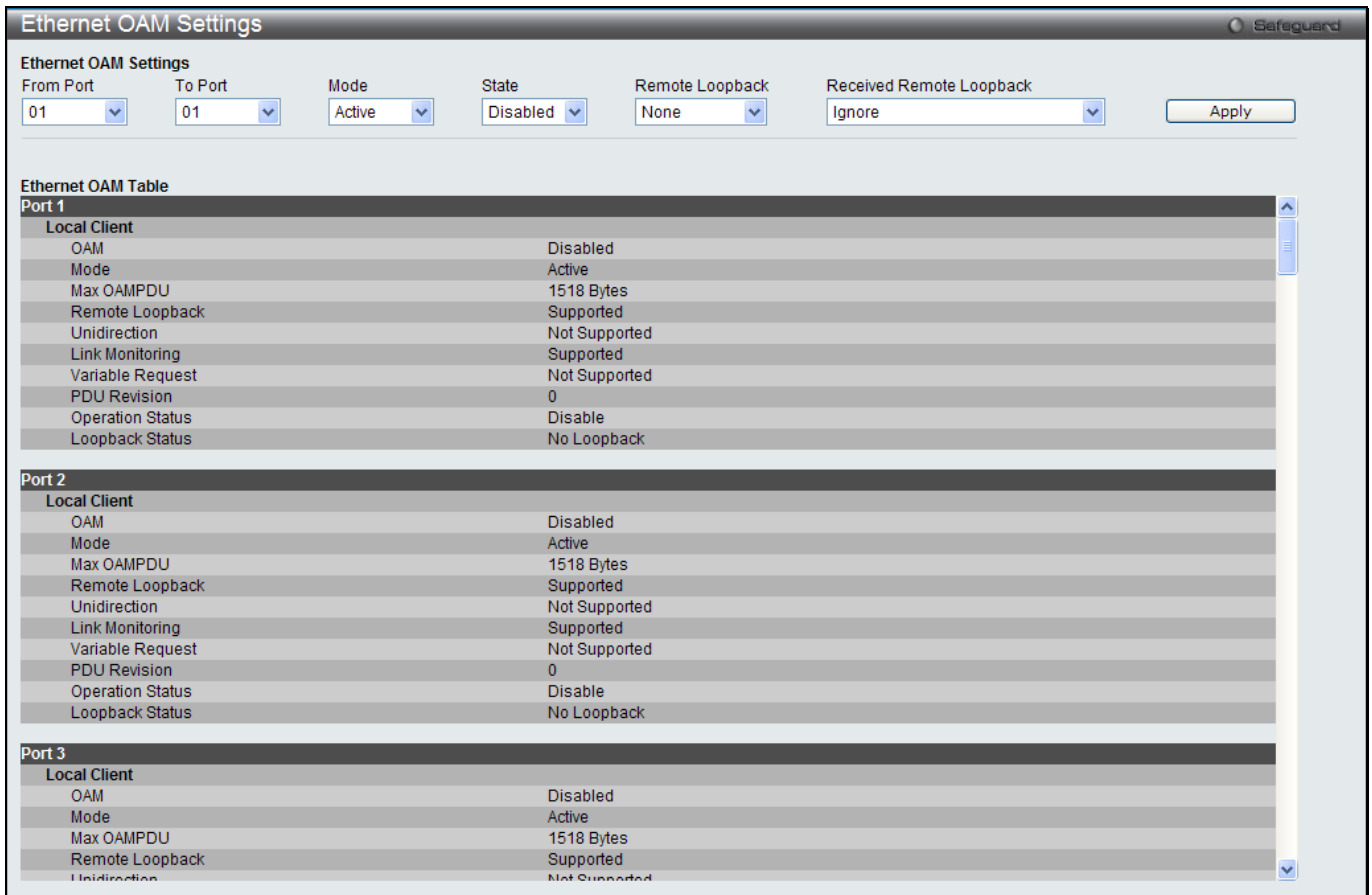 Ethernet OAM Settings
Safeguard
Ethernet OAM Settings
From Port To Port Mode State Remote Loopback Received Remote Loopback
01 01 Active Disabled None Ignore Apply
Ethernet OAM Table
Port 1
Local Client
OAM Disabled
Mode Active
Max OAMPDU 1518 Bytes
Remote Loopback Supported
Unidirection Not Supported
Link Monitoring Supported
Variable Request Not Supported
PDU Revision 0
Operation Status Disable
Loopback Status No Loopback
Port 2
Local Client
OAM Disabled
Mode Active
Max OAMPDU 1518 Bytes
Remote Loopback Supported
Unidirection Not Supported
Link Monitoring Supported
Variable Request Not Supported
PDU Revision 0
Operation Status Disable
Loopback Status No Loopback
Port 3
Local Client
OAM Disabled
Mode Active
Max OAMPDU 1518 Bytes
Remote Loopback Supported
Unidirection Not Supported